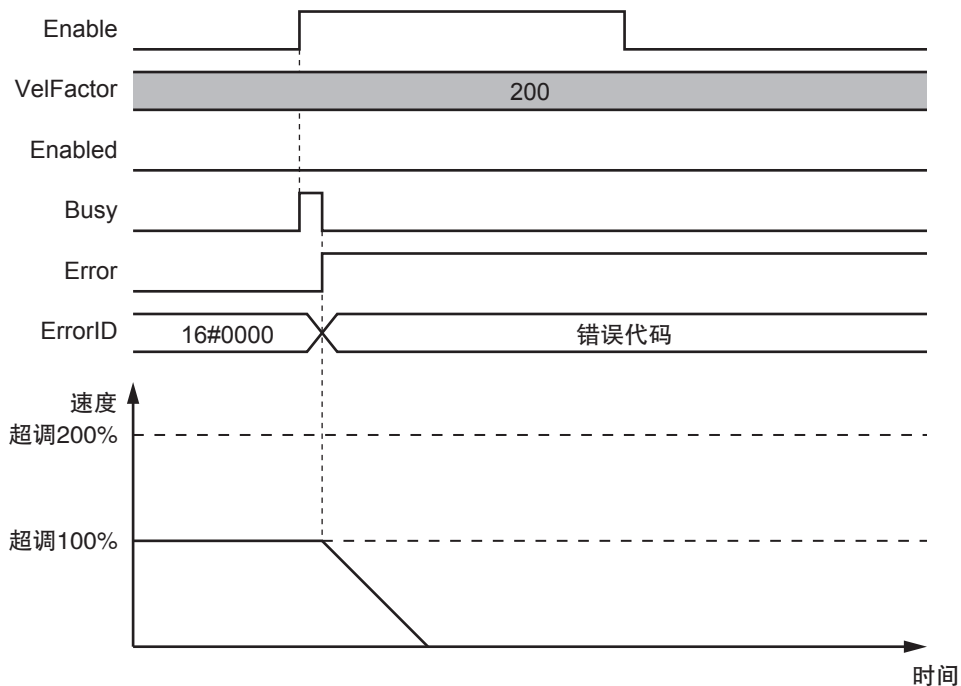 Enable
VelFactor 200
Enabled
Busy
Error
ErrorID 16#0000 错误代码
速度
超调200%
超调100%
时间